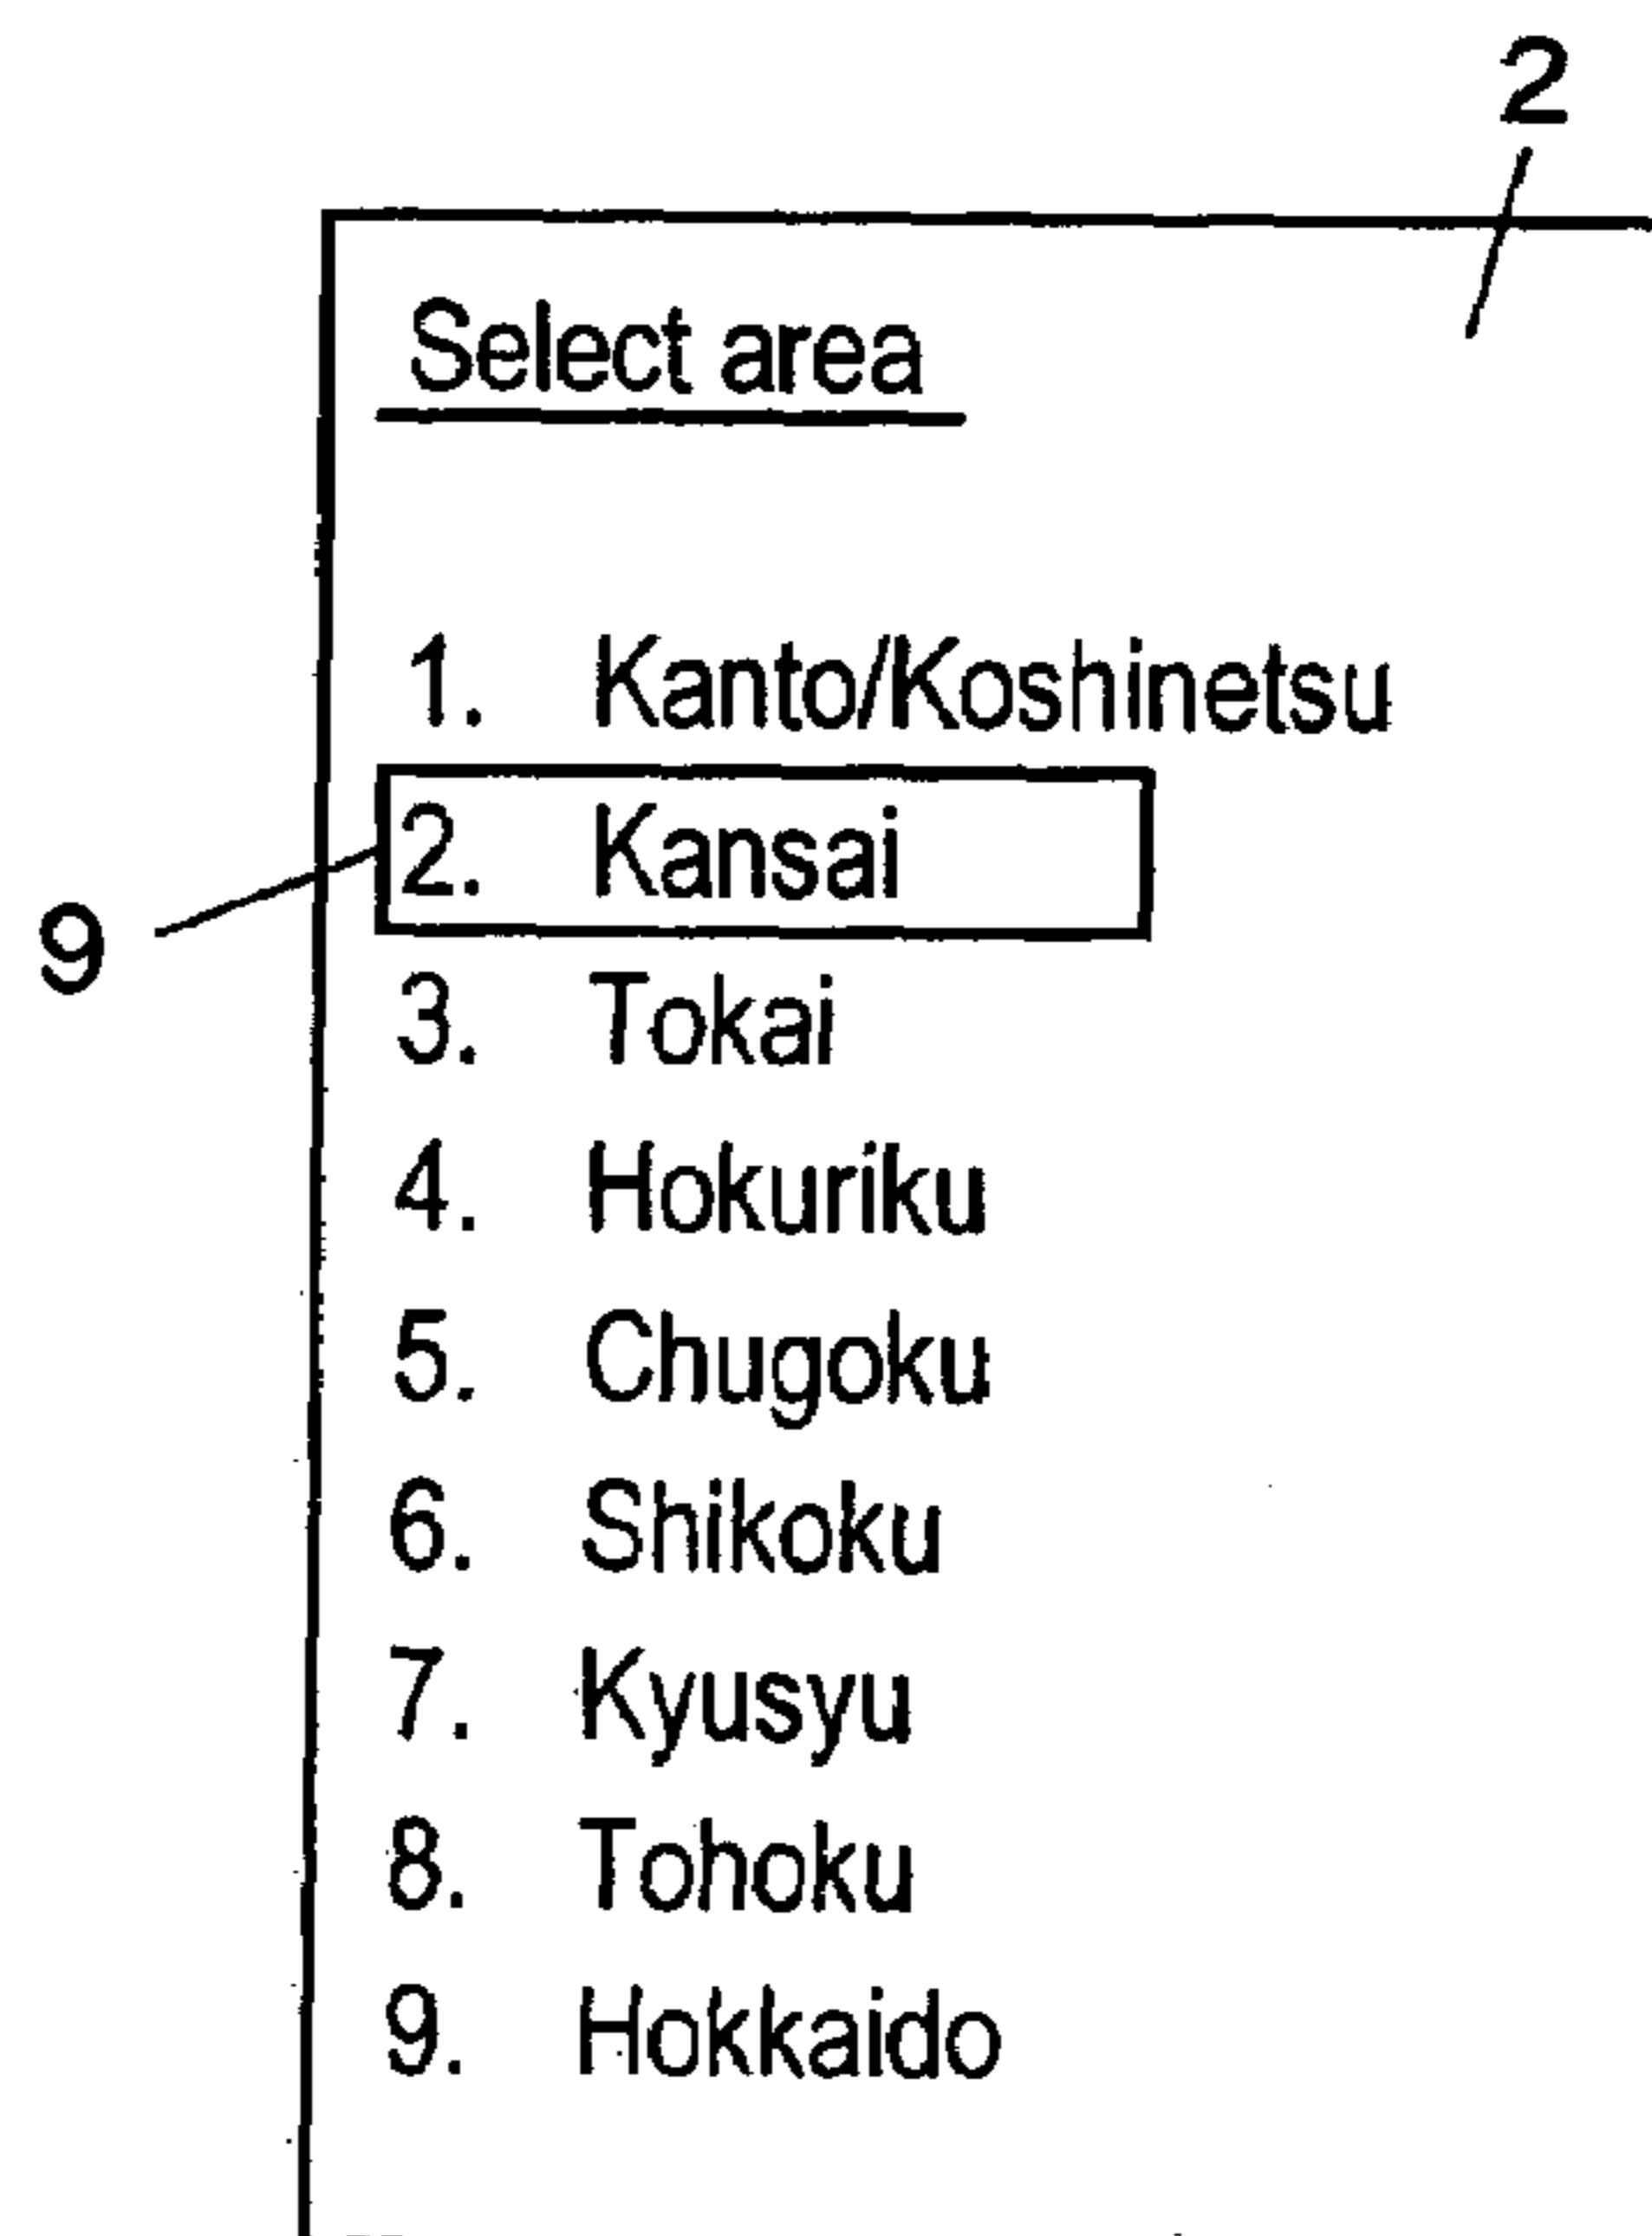 2
Select area
1. Kanto/Koshinetsu
2. Kansai
9
3. Tokai
4. Hokuriku
5. Chugoku
6. Shikoku
7. Kyusyu
8. Tohoku
9. Hokkaido